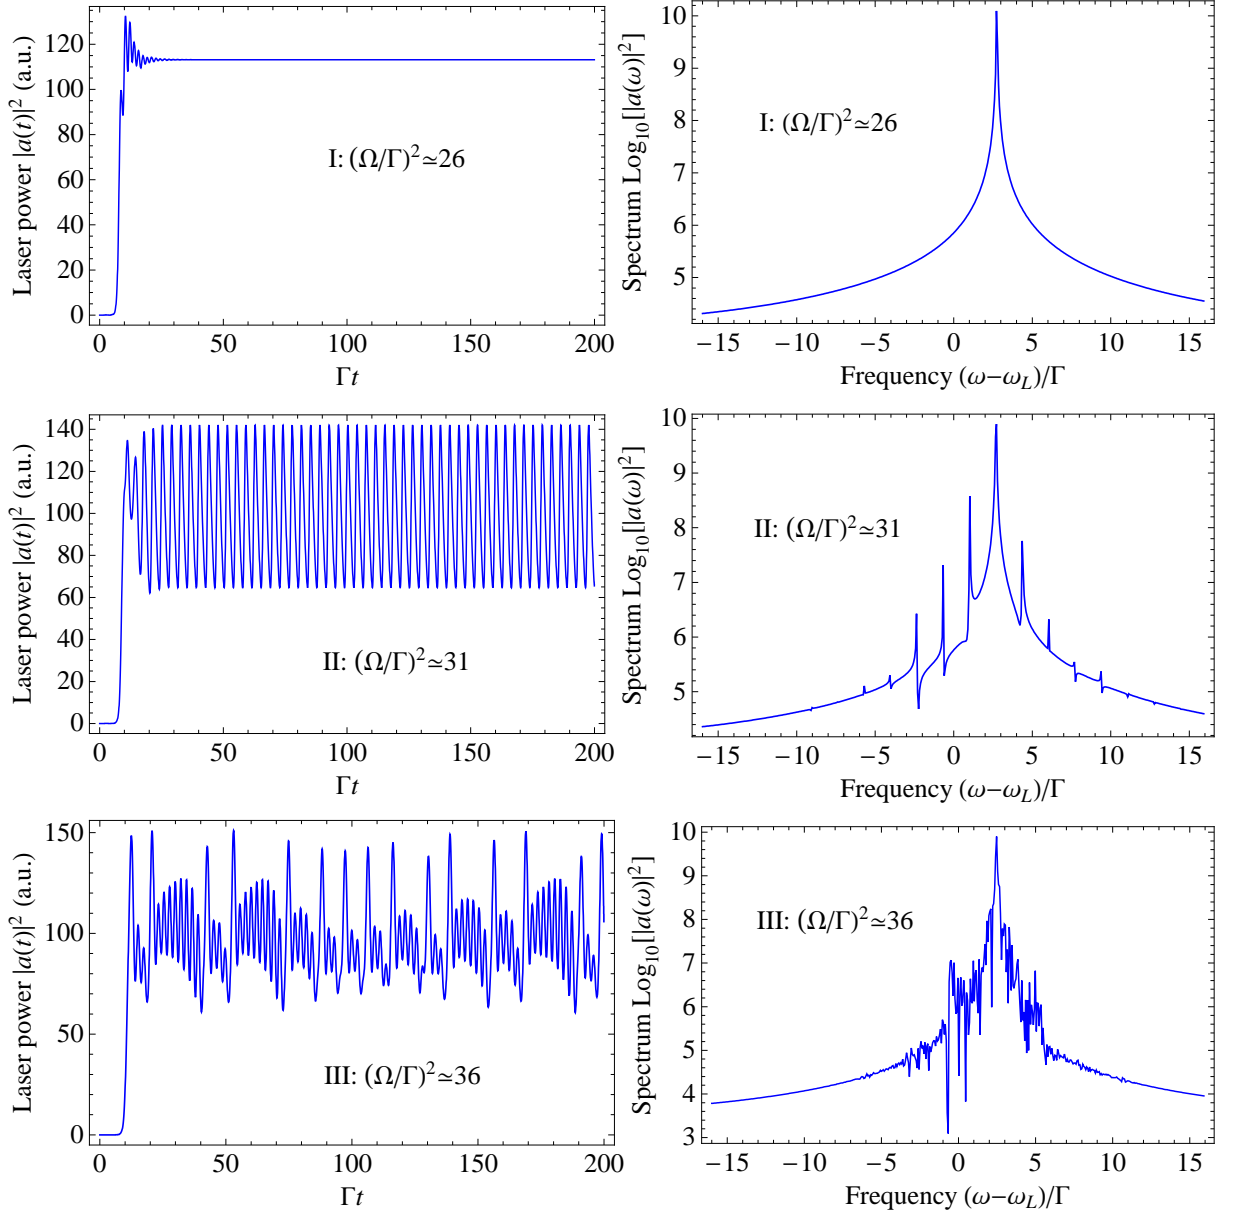 Laser power |a(t)|² (a.u.)
120
100
80
60
40
20
0
I: (Ω/Γ)²≃26
0 50 100 150 200
Γt
Spectrum Log₁₀[|a(ω)|²]
10
9
8
7
6
5
I: (Ω/Γ)²≃26
−15 −10 −5 0 5 10 15
Frequency (ω−ω_L)/Γ
Laser power |a(t)|² (a.u.)
140
120
100
80
60
40
20
0
II: (Ω/Γ)²≃31
0 50 100 150 200
Γt
Spectrum Log₁₀[|a(ω)|²]
10
9
8
7
6
5
II: (Ω/Γ)²≃31
−15 −10 −5 0 5 10 15
Frequency (ω−ω_L)/Γ
Laser power |a(t)|² (a.u.)
150
100
50
0
III: (Ω/Γ)²≃36
0 50 100 150 200
Γt
Spectrum Log₁₀[|a(ω)|²]
10
9
8
7
6
5
4
3
III: (Ω/Γ)²≃36
−15 −10 −5 0 5 10 15
Frequency (ω−ω_L)/Γ